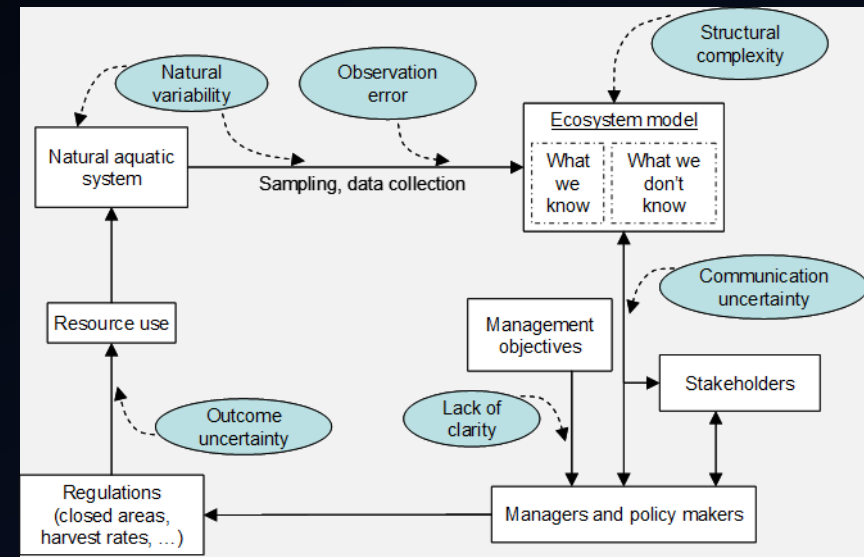 Structural
complexity
Natural
variability
Observation
error
Ecosystem model
Natural aquatic
system
What
we
know
What we
don't
know
Sampling, data collection
Communication
uncertainty
Resource use
Management
objectives
Stakeholders
Lack of
clarity
Outcome
uncertainty
Regulations
(closed areas,
harvest rates, …)
Managers and policy makers